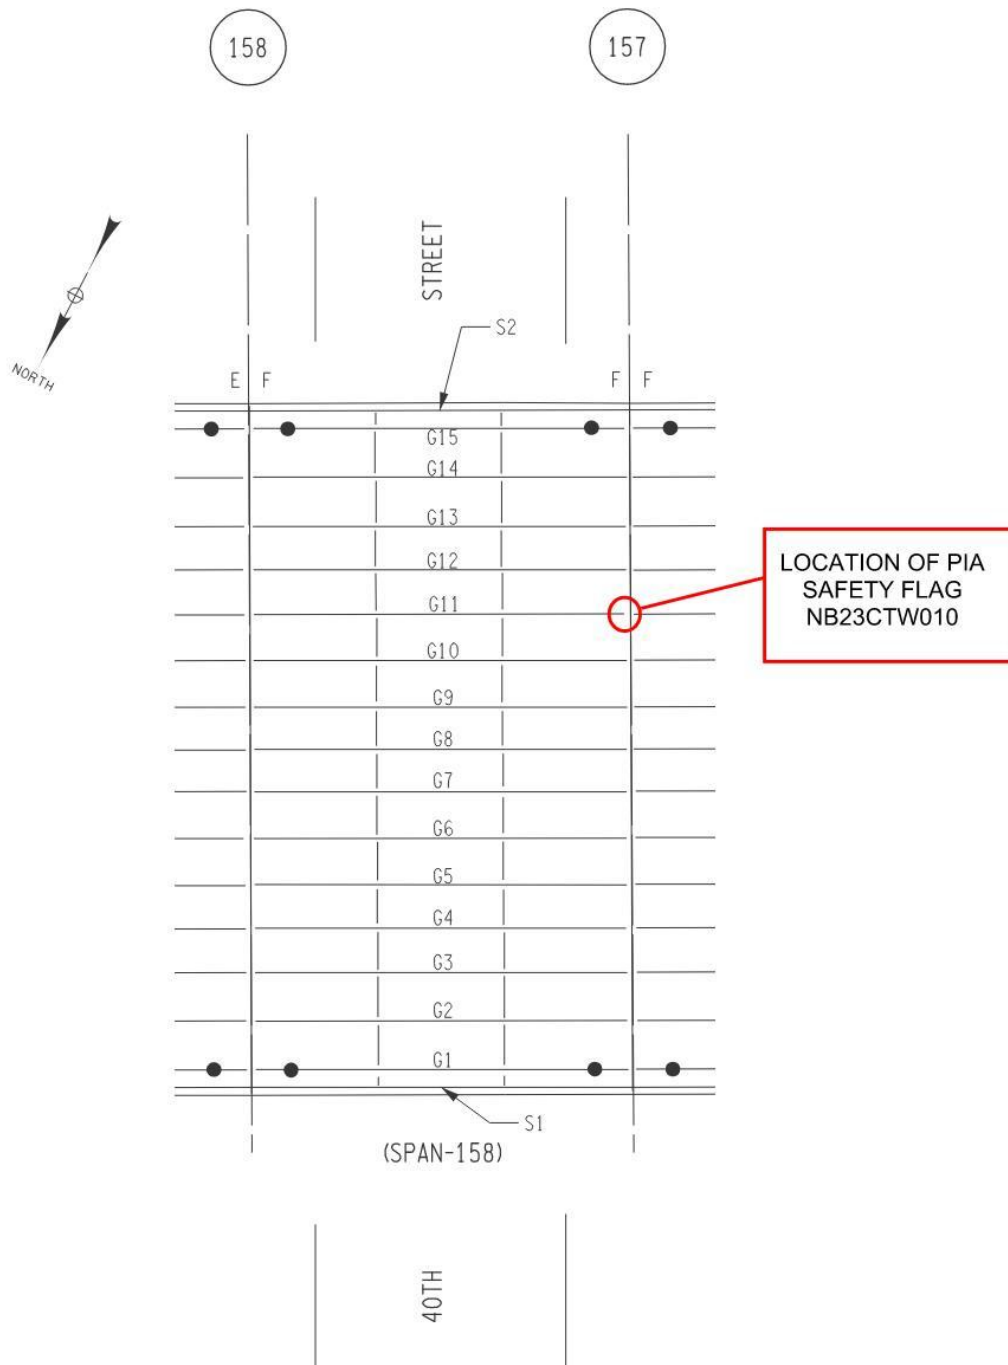 158
157
STREET
NORTH
S2
E F
F F
G15
G14
G13
G12
G11
G10
G9
G8
G7
G6
G5
G4
G3
G2
G1
LOCATION OF PIA
SAFETY FLAG
NB23CTW010
S1
(SPAN-158)
40TH